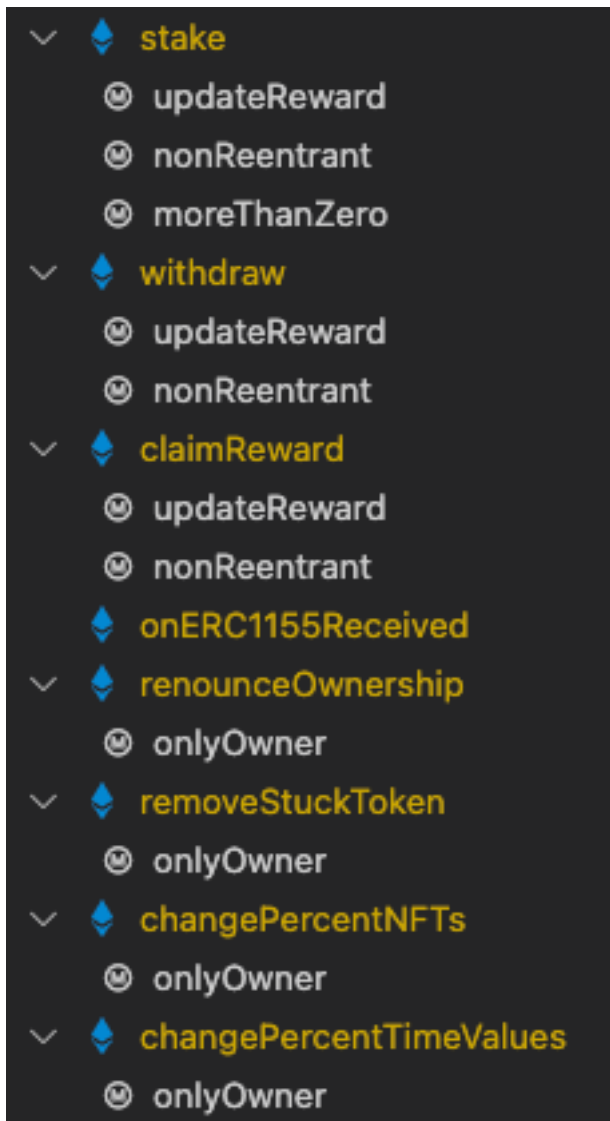 stake
updateReward
nonReentrant
moreThanZero
withdraw
updateReward
nonReentrant
claimReward
updateReward
nonReentrant
onERC1155Received
renounceOwnership
onlyOwner
removeStuckToken
onlyOwner
changePercentNFTs
onlyOwner
changePercentTimeValues
onlyOwner